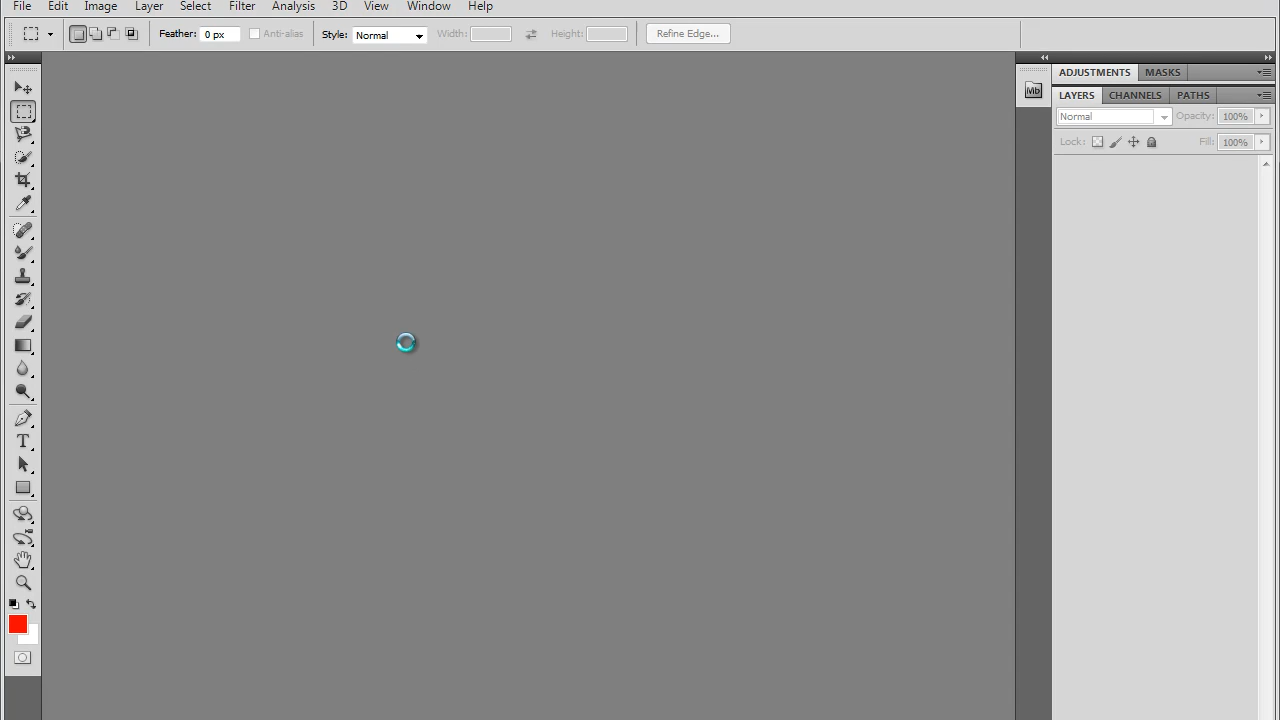 File Edit Image Layer Select Filter Analysis 3D View Window Help
Feather: 0 px Anti-alias Style: Normal Width: Height: Refine Edge...
ADJUSTMENTS MASKS
Mb
LAYERS CHANNELS PATHS
Normal Opacity: 100%
Lock: Fill: 100%
T